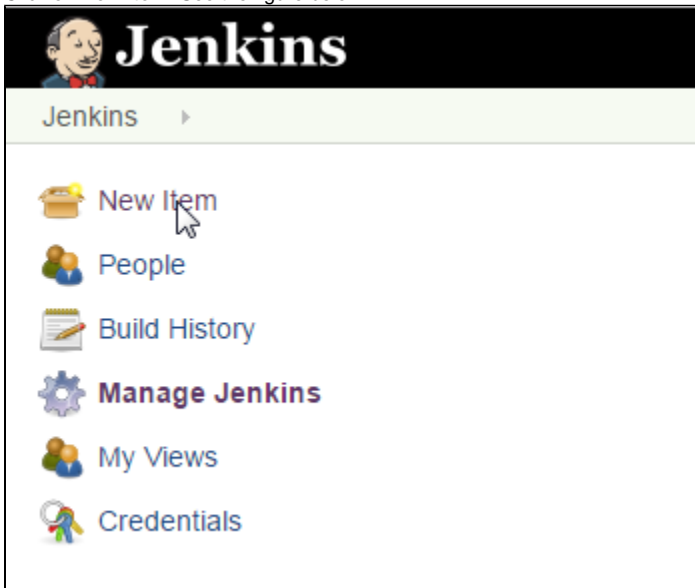 Jenkins
Jenkins
New Item
People
Build History
Manage Jenkins
My Views
Credentials